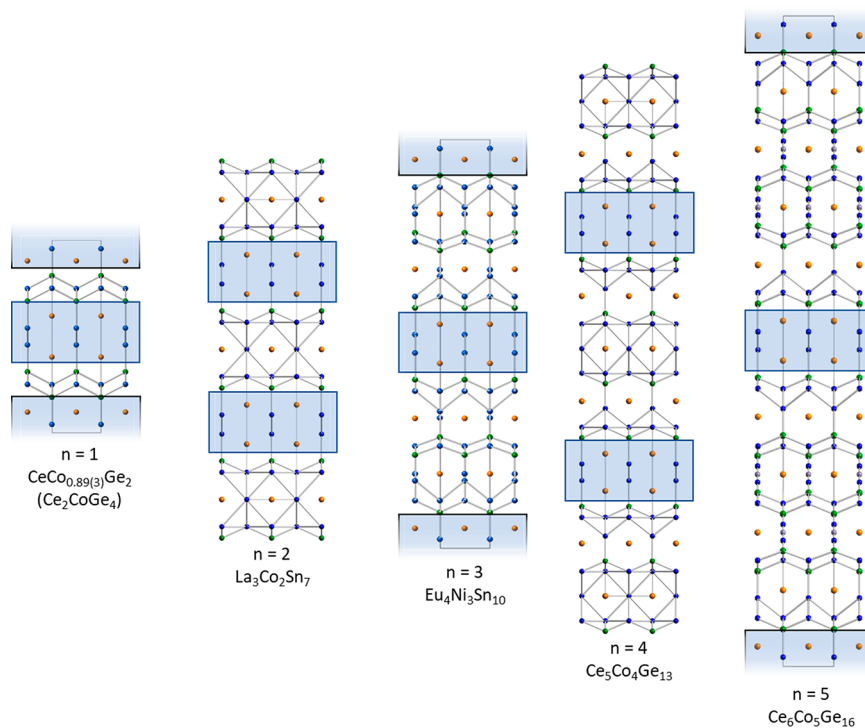 n = 1
CeCo₀.₈₉₍₃₎Ge₂
(Ce₂CoGe₄)
n = 2
La₃Co₂Sn₇
n = 3
Eu₄Ni₃Sn₁₀
n = 4
Ce₅Co₄Ge₁₃
n = 5
Ce₆Co₅Ge₁₆